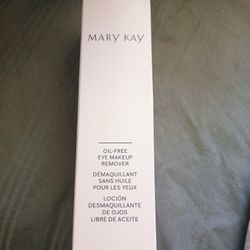 MARY KAY
OIL-FREE
EYE MAKEUP
REMOVER
DÉMAQUILLANT
SANS HUILE
POUR LES YEUX
LOCIÓN
DESMAQUILLANTE
DE OJOS
LIBRE DE ACEITE